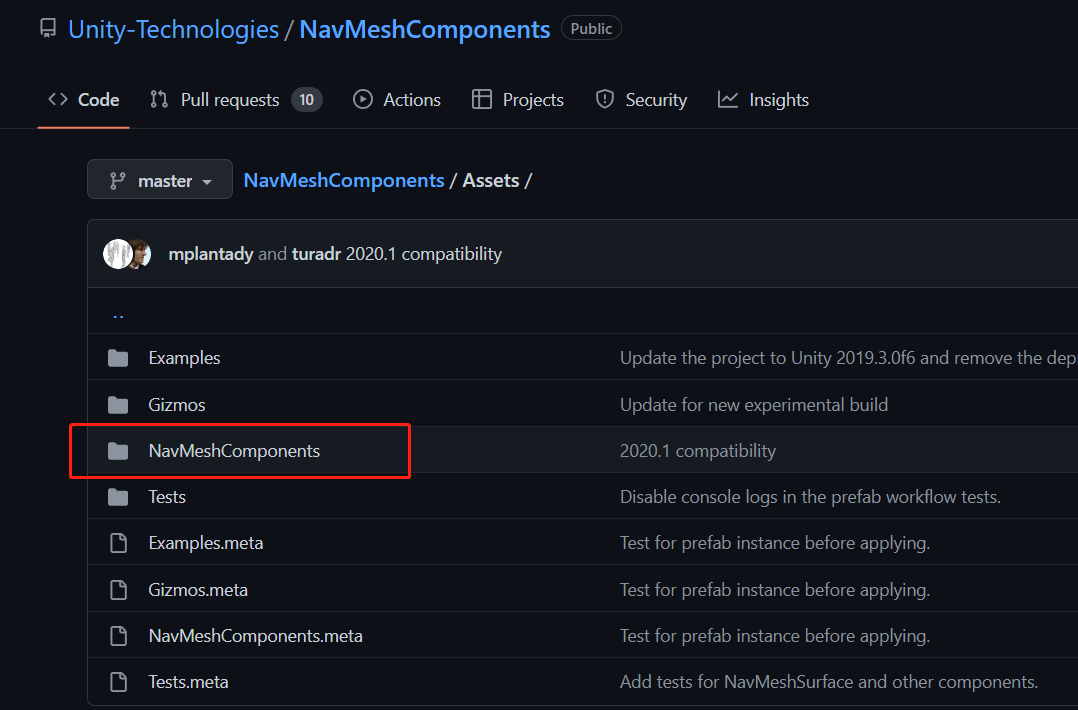 Unity-Technologies / NavMeshComponents Public
Code Pull requests 10 Actions Projects Security Insights
master NavMeshComponents / Assets /
mplantady and turadr 2020.1 compatibility
..
Examples Update the project to Unity 2019.3.0f6 and remove the dep
Gizmos Update for new experimental build
NavMeshComponents 2020.1 compatibility
Tests Disable console logs in the prefab workflow tests.
Examples.meta Test for prefab instance before applying.
Gizmos.meta Test for prefab instance before applying.
NavMeshComponents.meta Test for prefab instance before applying.
Tests.meta Add tests for NavMeshSurface and other components.